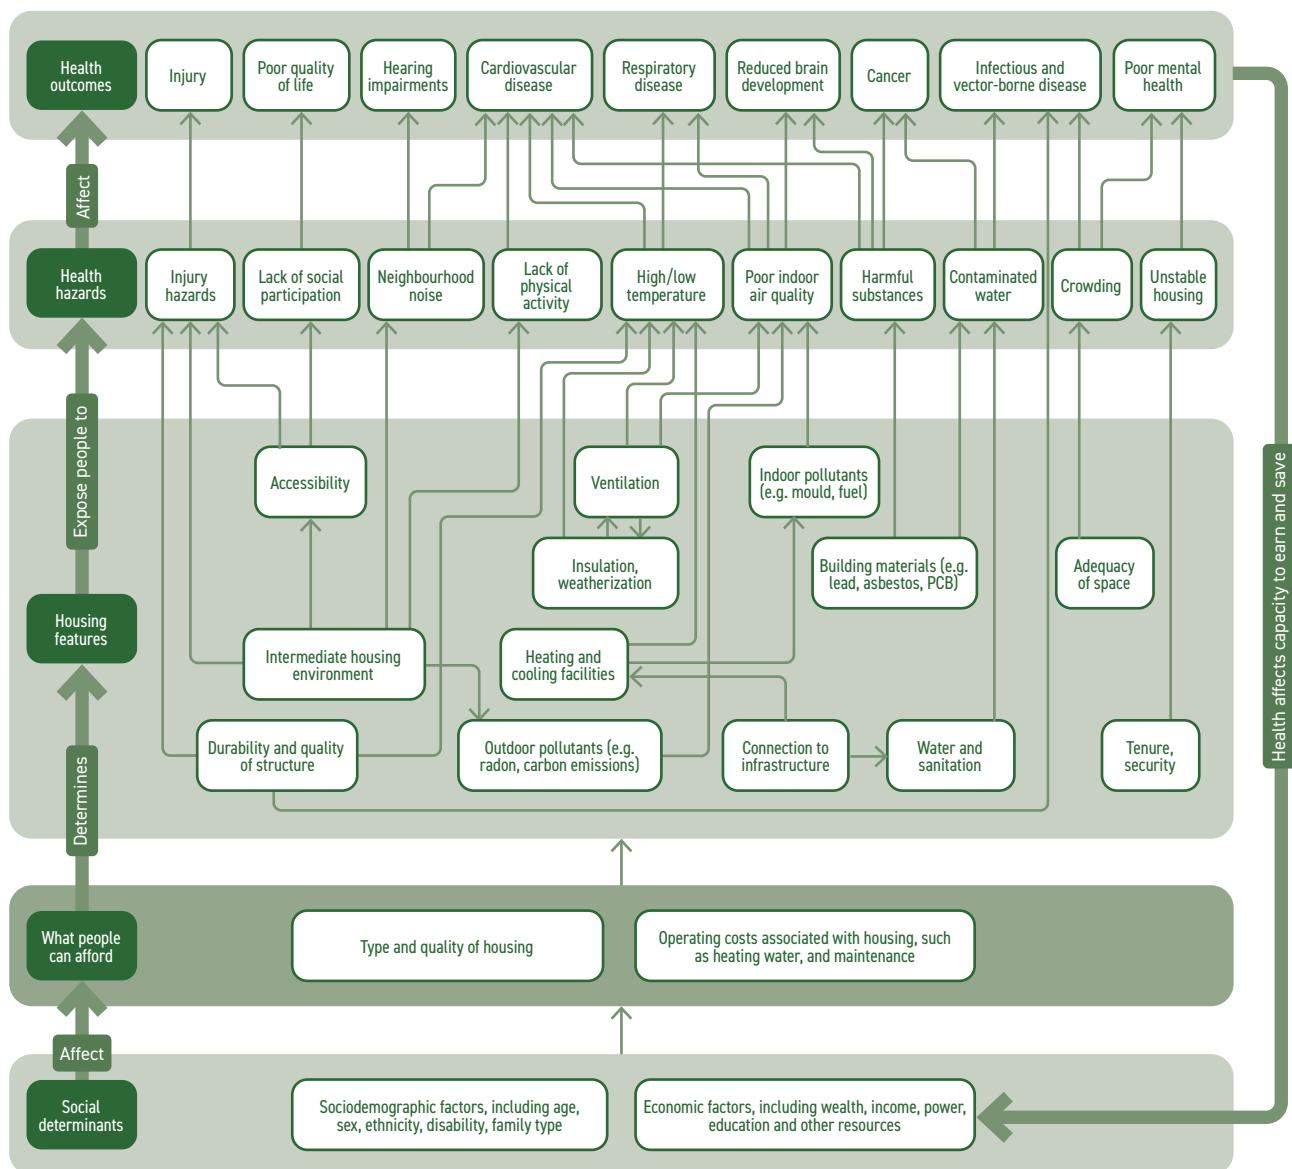 Health
outcomes
Injury
Poor quality
of life
Hearing
impairments
Cardiovascular
disease
Respiratory
disease
Reduced brain
development
Cancer
Infectious and
vector-borne disease
Poor mental
health
Affect
Health
hazards
Injury
hazards
Lack of social
participation
Neighbourhood
noise
Lack of
physical
activity
High/low
temperature
Poor indoor
air quality
Harmful
substances
Contaminated
water
Crowding
Unstable
housing
Expose people to
Housing
features
Accessibility
Ventilation
Indoor pollutants
(e.g. mould, fuel)
Insulation,
weatherization
Building materials (e.g.
lead, asbestos, PCB)
Adequacy
of space
Intermediate housing
environment
Heating and
cooling facilities
Durability and quality
of structure
Outdoor pollutants (e.g.
radon, carbon emissions)
Connection to
infrastructure
Water and
sanitation
Tenure,
security
Determines
What people
can afford
Type and quality of housing
Operating costs associated with housing, such
as heating water, and maintenance
Affect
Social
determinants
Sociodemographic factors, including age,
sex, ethnicity, disability, family type
Economic factors, including wealth, income, power,
education and other resources
Health affects capacity to earn and save